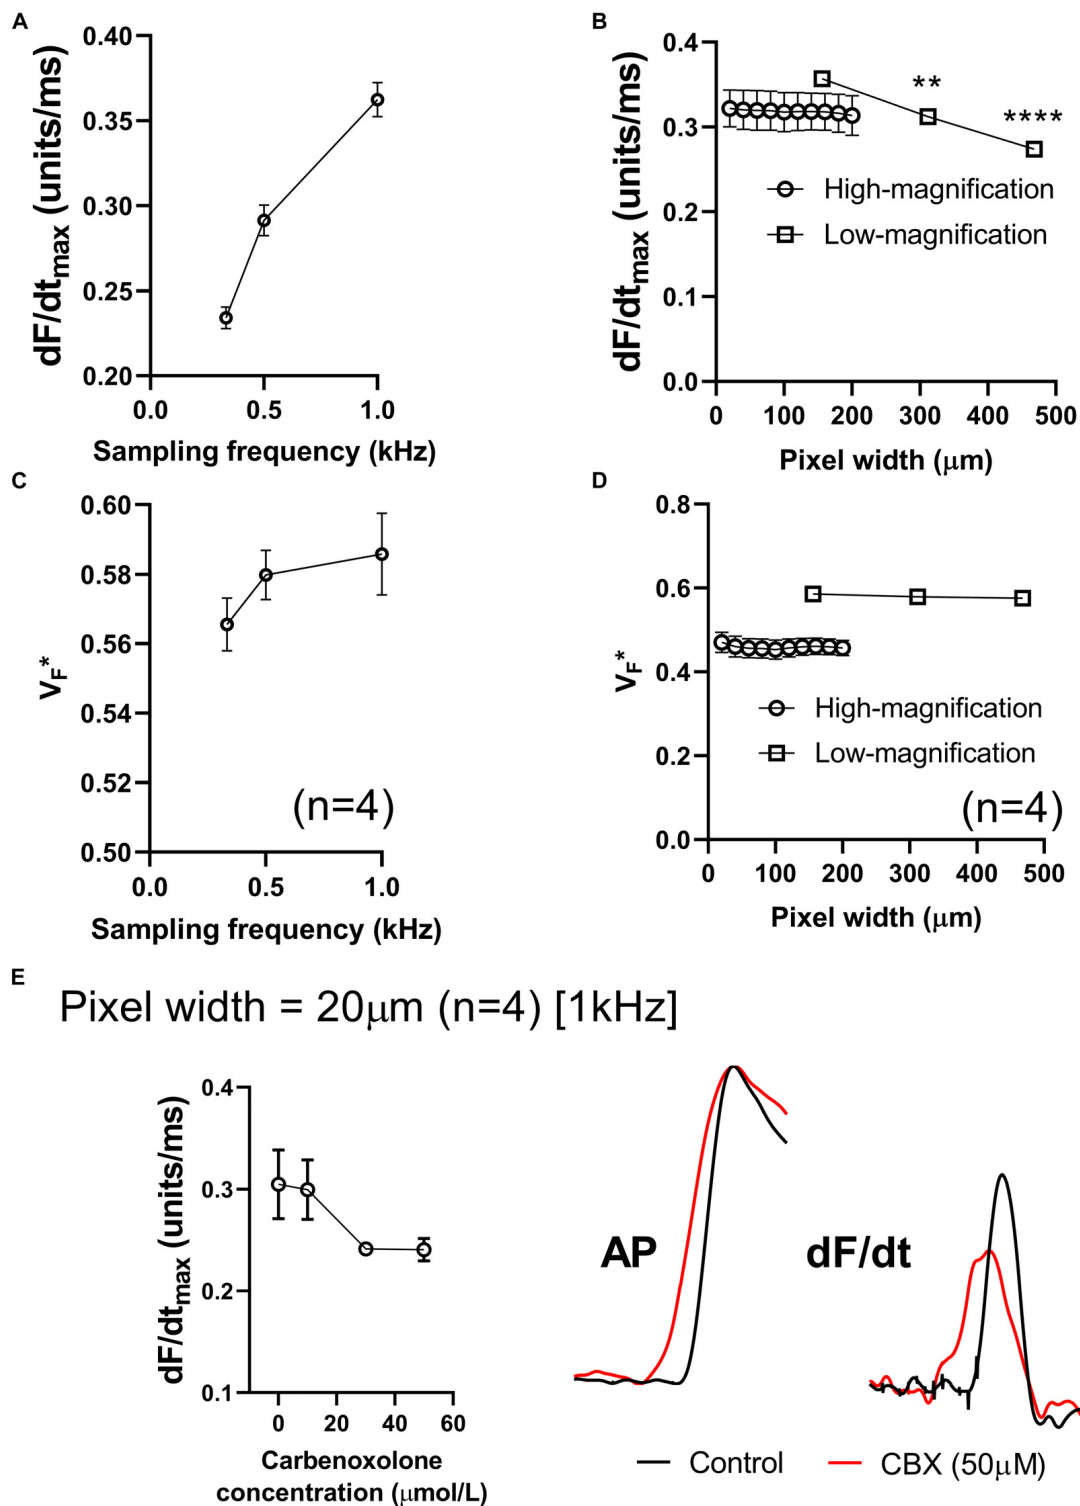 A
dF/dtmax (units/ms)
0.40
0.35
0.30
0.25
0.20
0.0 0.5 1.0
Sampling frequency (kHz)
B
dF/dtmax (units/ms)
0.4
0.3
0.2
0.1
0.0
** ****
High-magnification
Low-magnification
0 100 200 300 400 500
Pixel width (μm)
C
VF*
0.60
0.58
0.56
0.54
0.52
0.50
(n=4)
0.0 0.5 1.0
Sampling frequency (kHz)
D
VF*
0.8
0.6
0.4
0.2
0.0
High-magnification
Low-magnification
(n=4)
0 100 200 300 400 500
Pixel width (μm)
E
Pixel width = 20μm (n=4) [1kHz]
dF/dtmax (units/ms)
0.4
0.3
0.2
0.1
0 20 40 60
Carbenoxolone
concentration (μmol/L)
AP
dF/dt
Control
CBX (50μM)